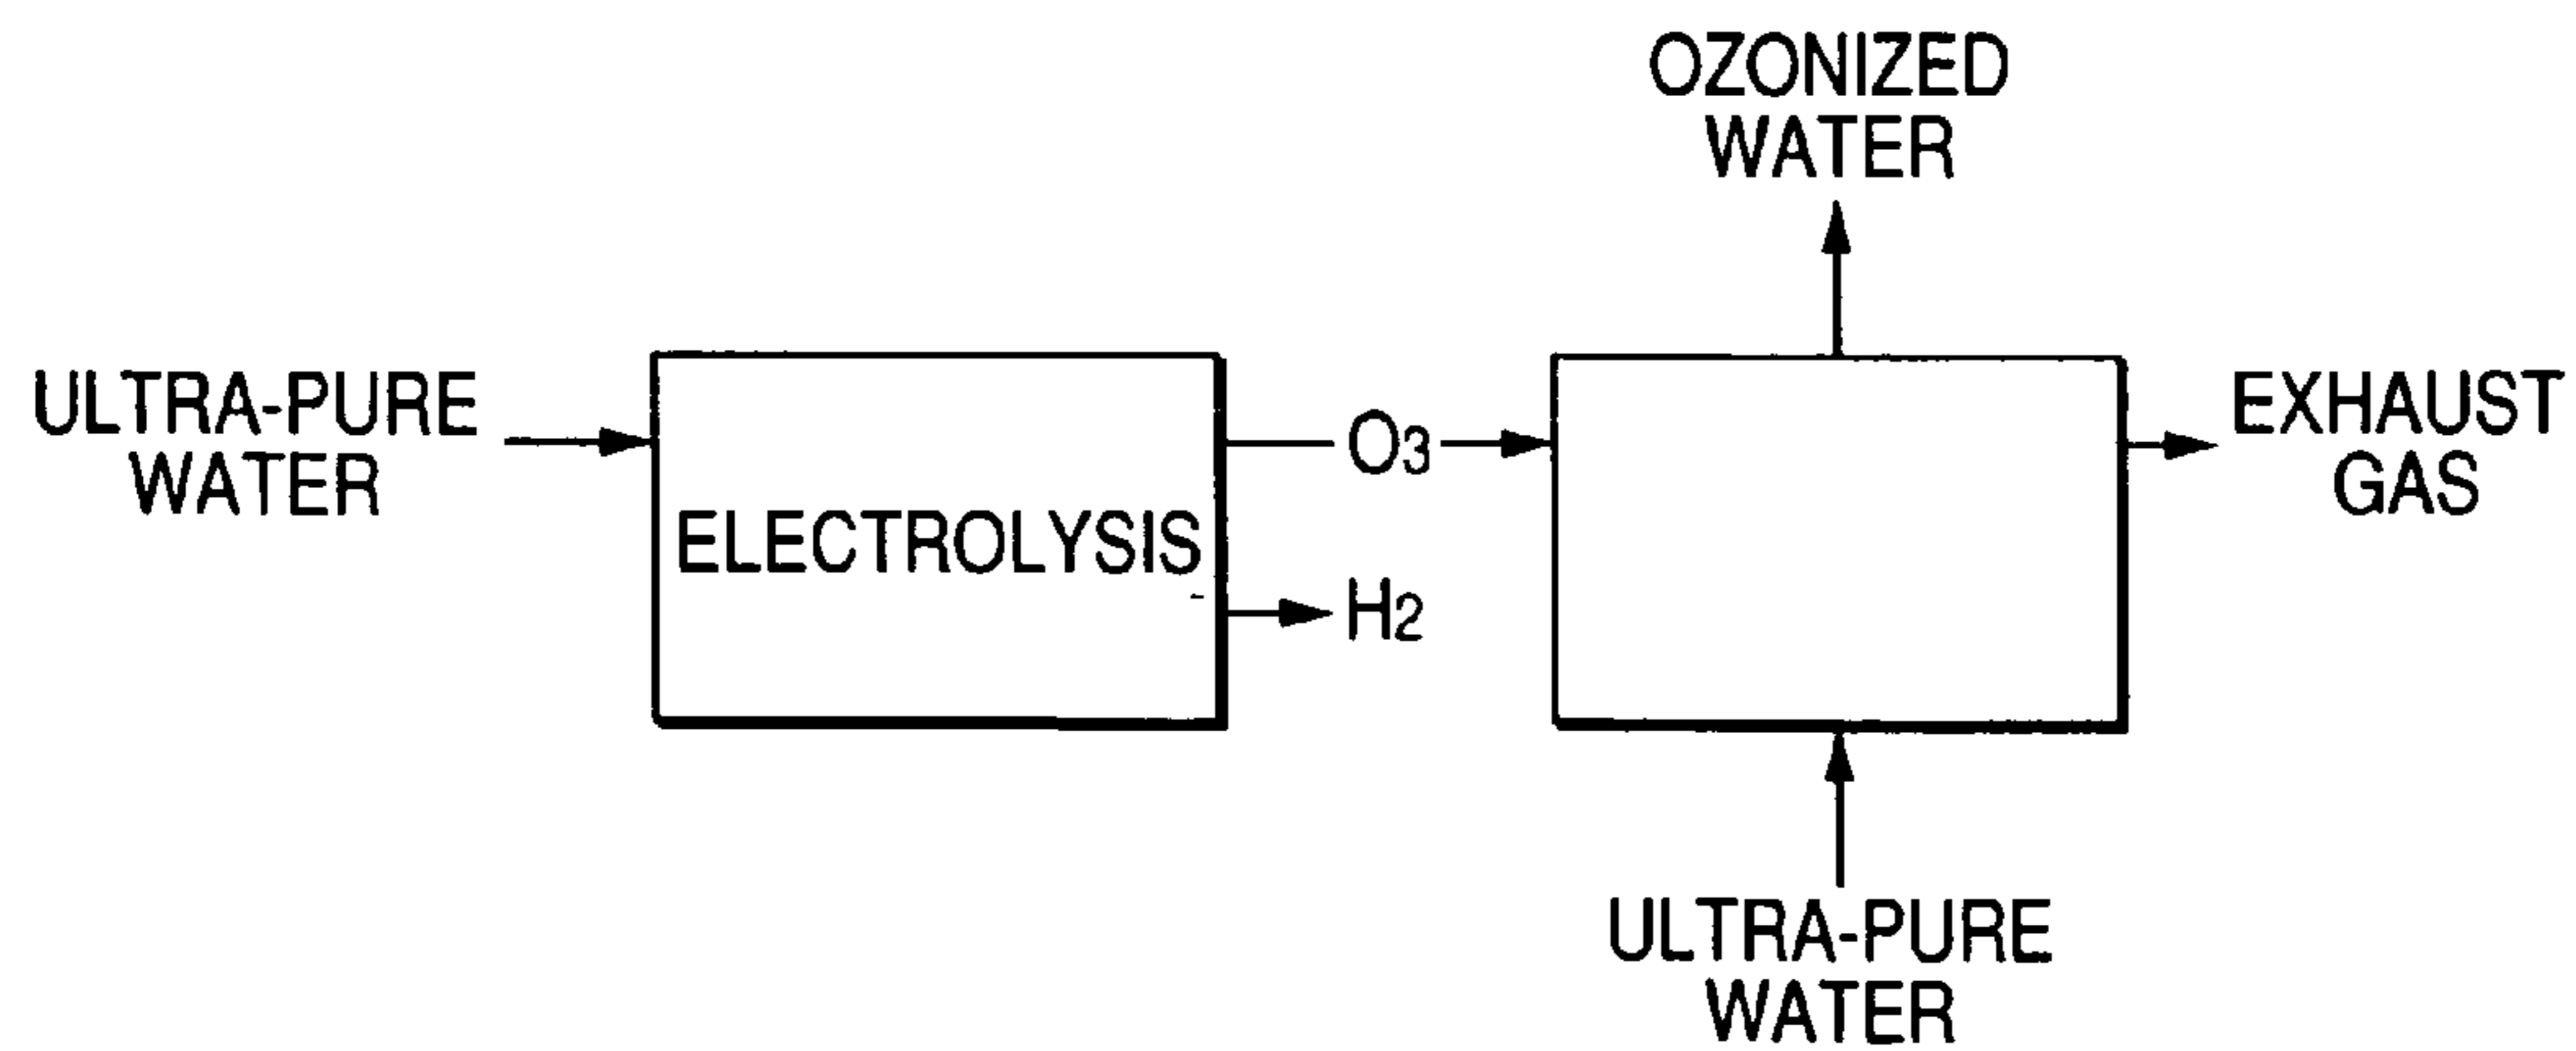 OZONIZED
WATER
ULTRA-PURE
WATER
ELECTROLYSIS
O3
H2
EXHAUST
GAS
ULTRA-PURE
WATER